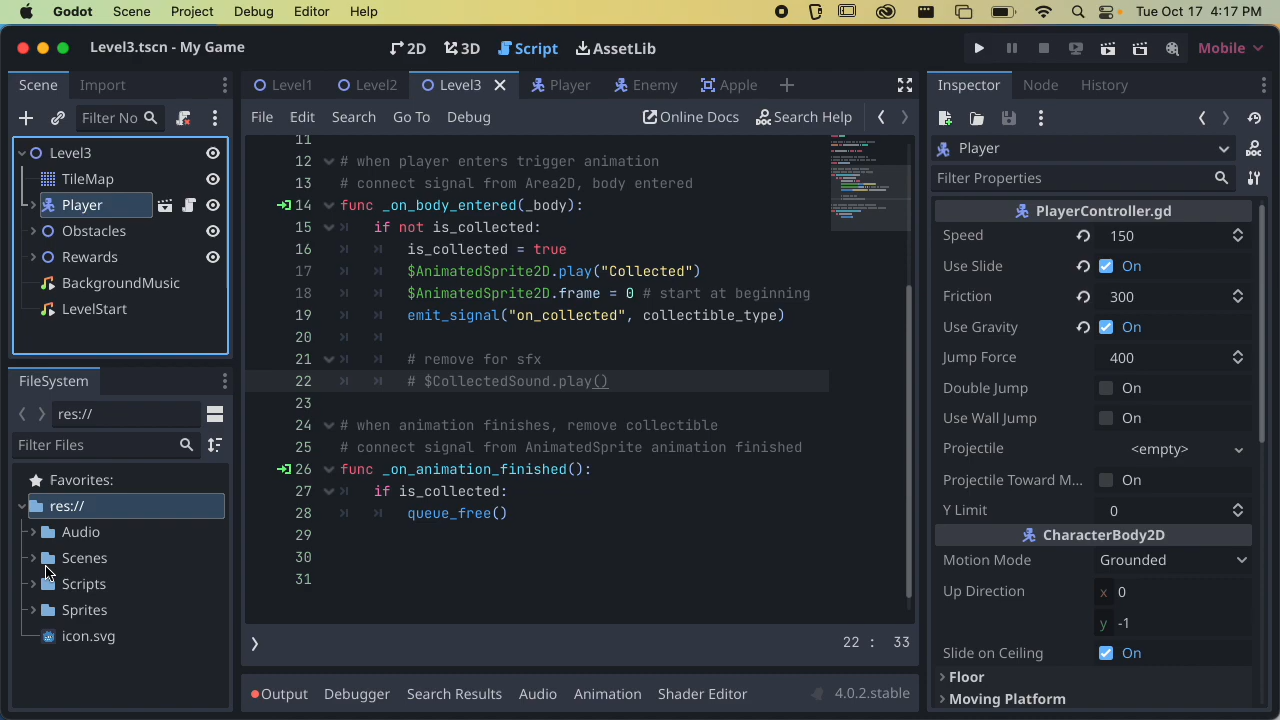 Godot Scene Project Debug Editor Help Tue Oct 17 4:17 PM
Level3.tscn - My Game 2D 3D Script AssetLib Mobile
Scene Import
Level1 Level2 Level3 Player Enemy Apple
Inspector Node History
Filter No
File Edit Search Go To Debug Online Docs Search Help
Player
Filter Properties
Level3
TileMap
Player
Obstacles
Rewards
BackgroundMusic
LevelStart
FileSystem
res://
Filter Files
Favorites:
res://
Audio
Scenes
Scripts
Sprites
icon.svg
11
12 # when player enters trigger animation
13 # connect signal from Area2D, body entered
14 func _on_body_entered(_body):
15 if not is_collected:
16 is_collected = true
17 $AnimatedSprite2D.play("Collected")
18 $AnimatedSprite2D.frame = 0 # start at beginning
19 emit_signal("on_collected", collectible_type)
20
21 # remove for sfx
22 # $CollectedSound.play()
23
24 # when animation finishes, remove collectible
25 # connect signal from AnimatedSprite animation finished
26 func _on_animation_finished():
27 if is_collected:
28 queue_free()
29
30
31
22 : 33
Output Debugger Search Results Audio Animation Shader Editor 4.0.2.stable
PlayerController.gd
Speed 150
Use Slide On
Friction 300
Use Gravity On
Jump Force 400
Double Jump On
Use Wall Jump On
Projectile <empty>
Projectile Toward M... On
Y Limit 0
CharacterBody2D
Motion Mode Grounded
Up Direction x 0
y -1
Slide on Ceiling On
Floor
Moving Platform